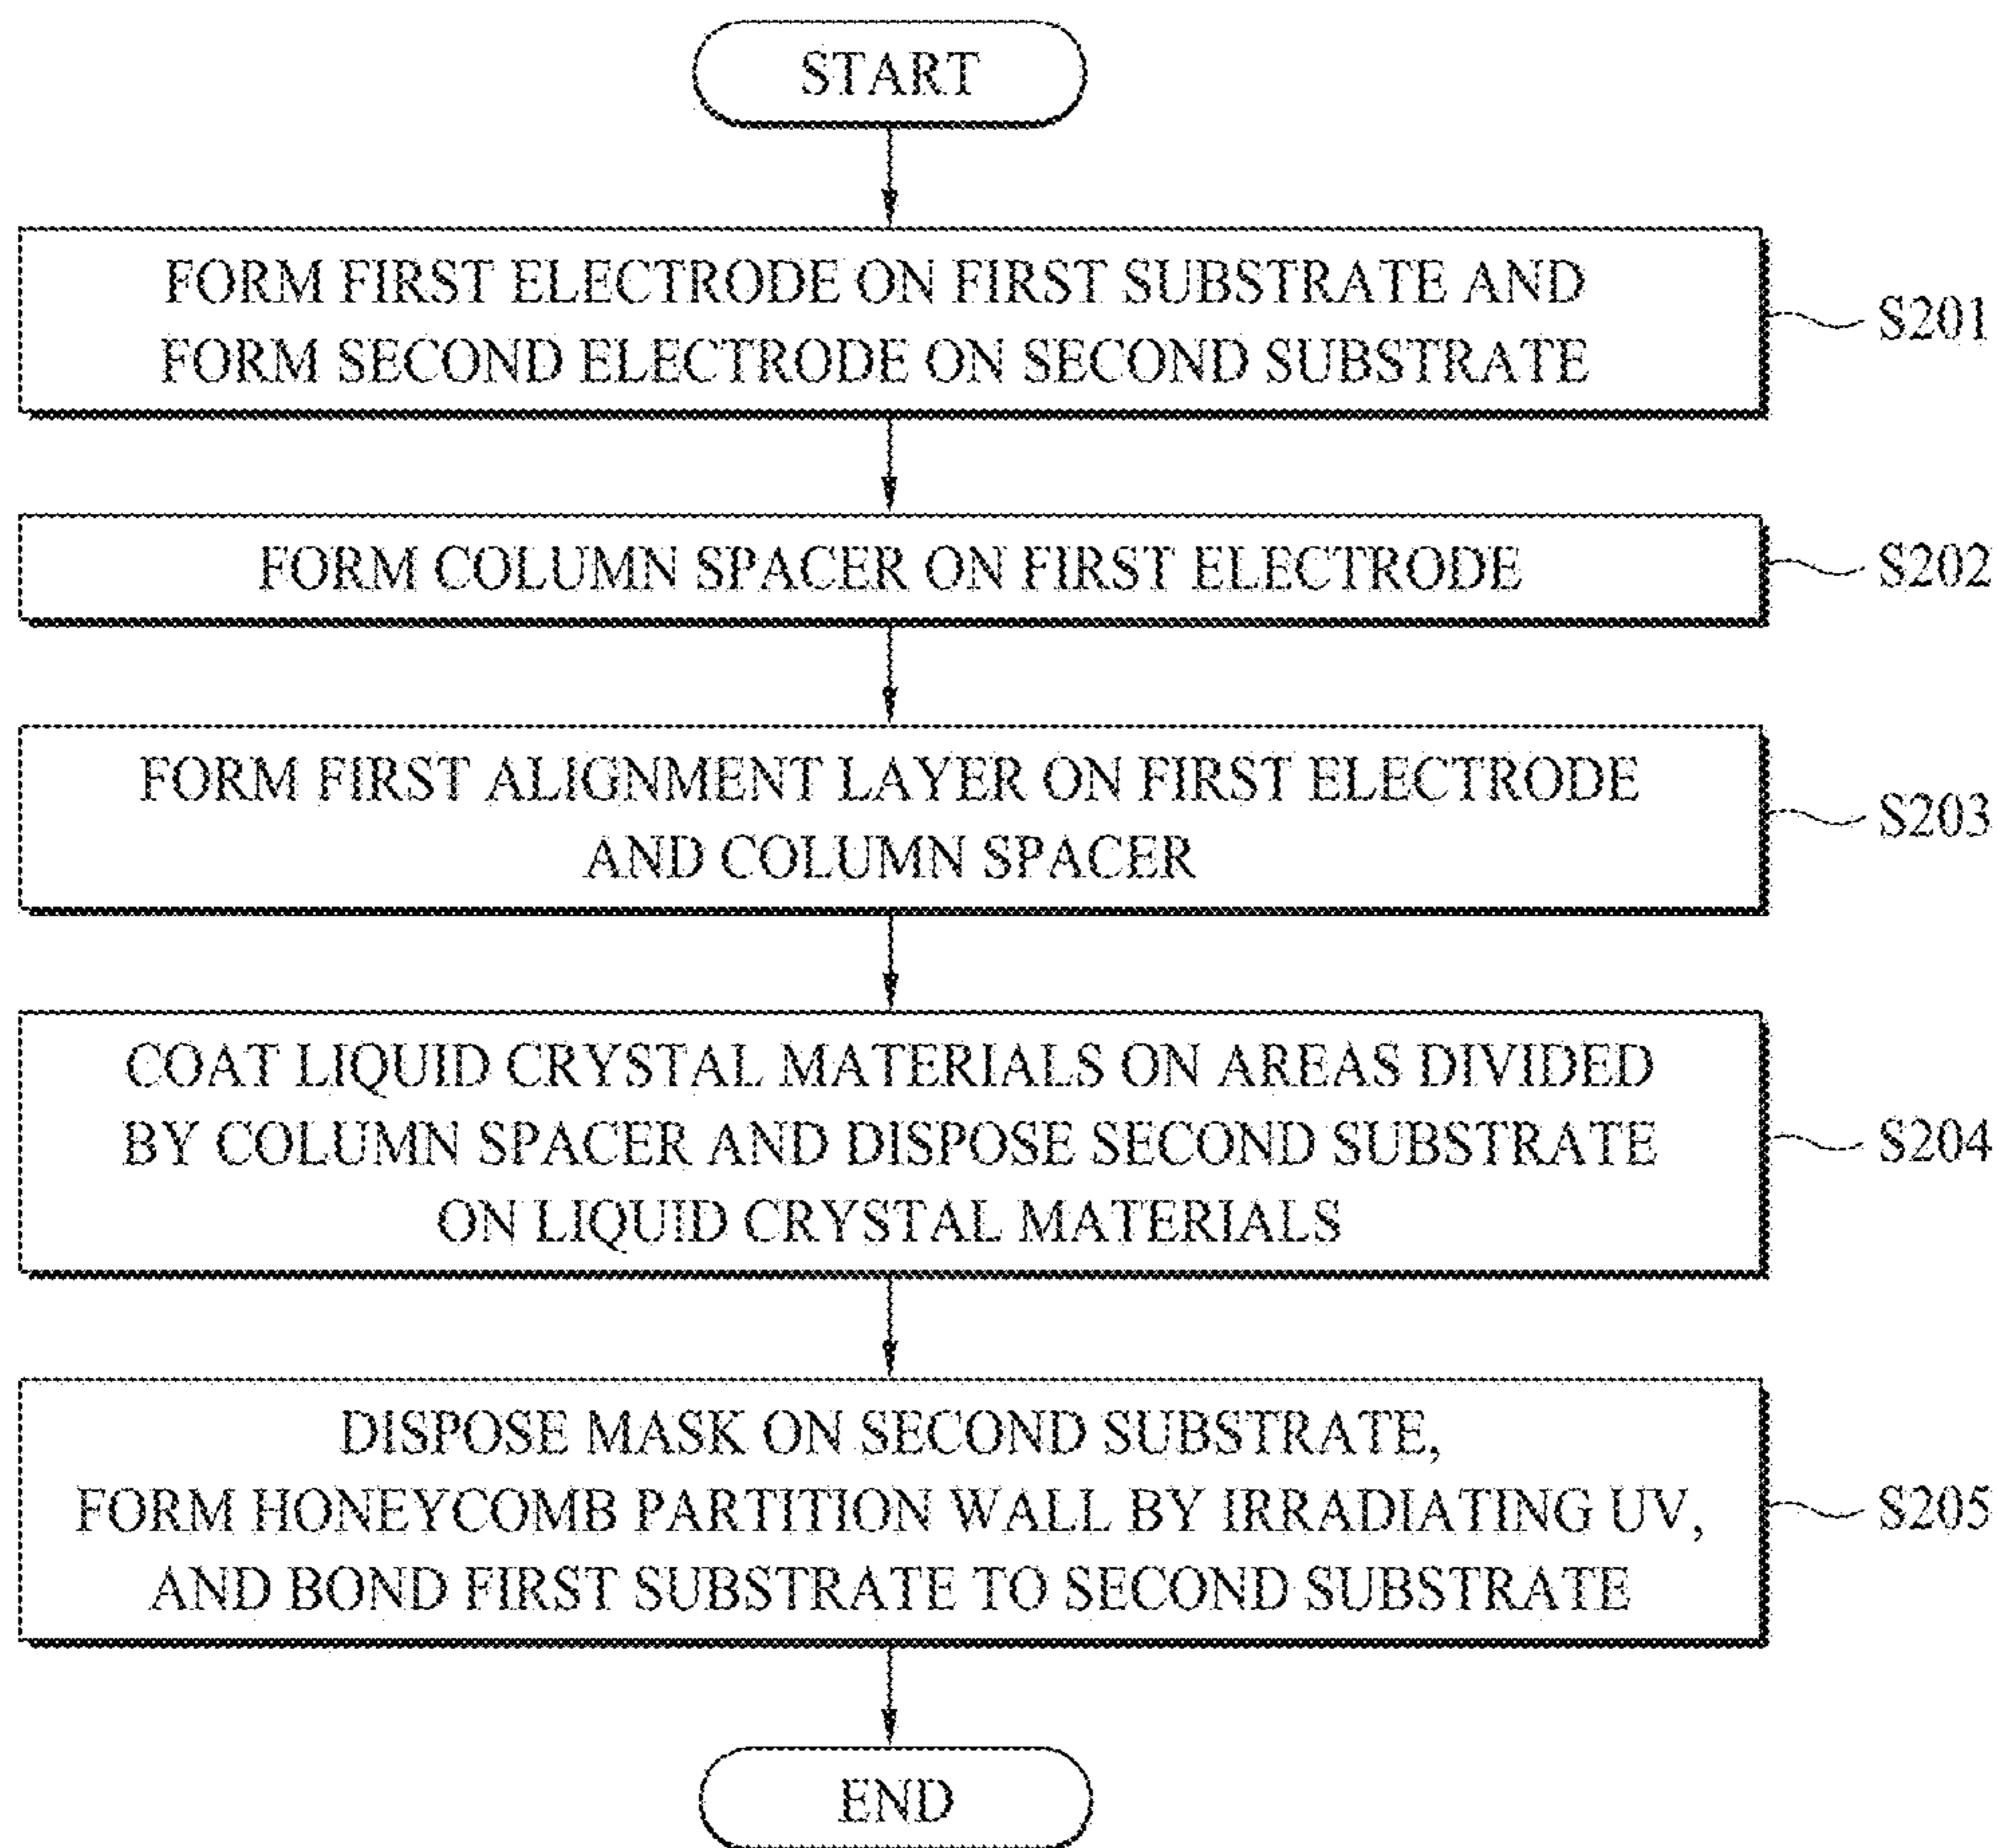 START
FORM FIRST ELECTRODE ON FIRST SUBSTRATE AND
FORM SECOND ELECTRODE ON SECOND SUBSTRATE
S201
FORM COLUMN SPACER ON FIRST ELECTRODE
S202
FORM FIRST ALIGNMENT LAYER ON FIRST ELECTRODE
AND COLUMN SPACER
S203
COAT LIQUID CRYSTAL MATERIALS ON AREAS DIVIDED
BY COLUMN SPACER AND DISPOSE SECOND SUBSTRATE
ON LIQUID CRYSTAL MATERIALS
S204
DISPOSE MASK ON SECOND SUBSTRATE,
FORM HONEYCOMB PARTITION WALL BY IRRADIATING UV,
AND BOND FIRST SUBSTRATE TO SECOND SUBSTRATE
S205
END